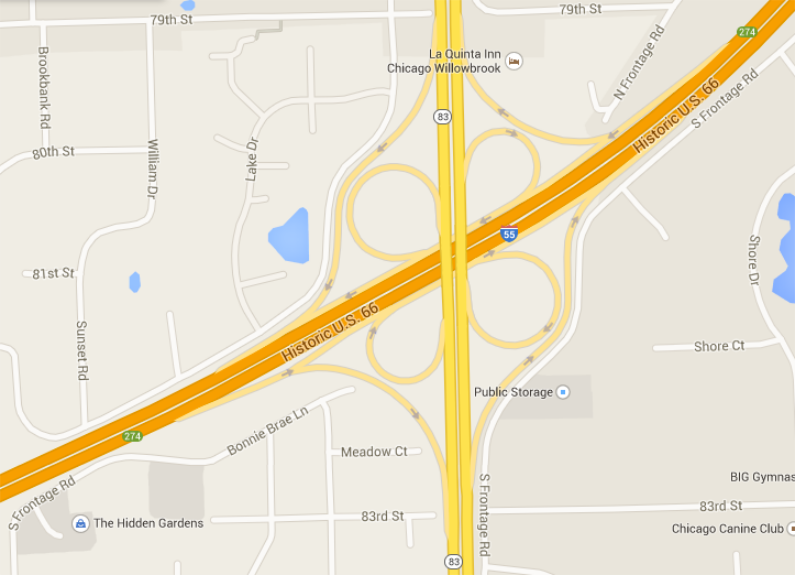 79th St
79th St
274
La Quinta Inn
Chicago Willowbrook
N Frontage Rd
S Frontage Rd
Brookbank Rd
83
Historic U.S. 66
80th St
William Dr
Lake Dr
55
81st St
Shore Dr
Sunset Rd
Historic U.S. 66
Shore Ct
Public Storage
274
Bonnie Brae Ln
Meadow Ct
BIG Gymnas
S Frontage Rd
S Frontage Rd
83rd St
83rd St
The Hidden Gardens
Chicago Canine Club
83